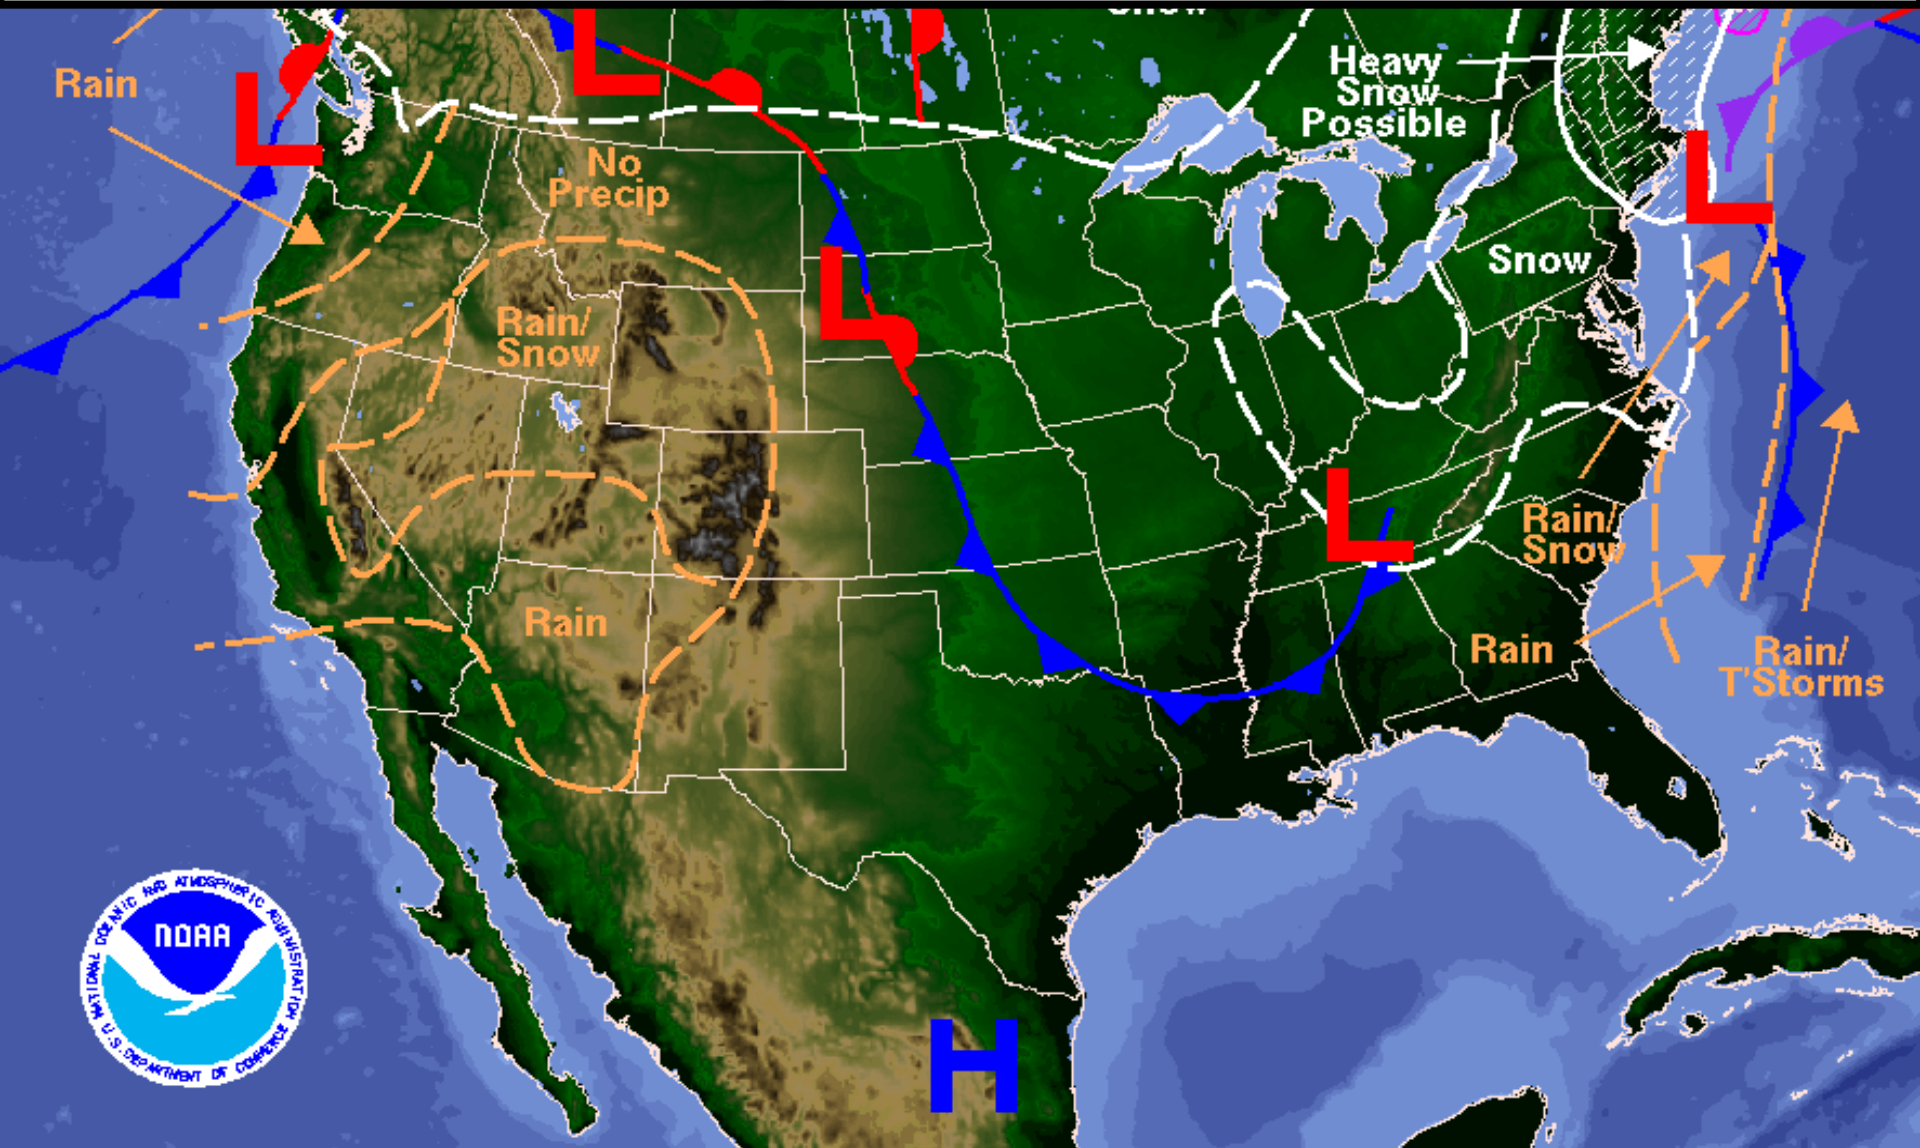 Snow
Rain
Heavy
Snow
Possible
No
Precip
Snow
Rain/
Snow
Rain/
Snow
Rain
Rain
Rain/
T'Storms
L
L
L
L
L
L
H
NATIONAL OCEANIC AND ATMOSPHERIC ADMINISTRATION
NOAA
U.S. DEPARTMENT OF COMMERCE